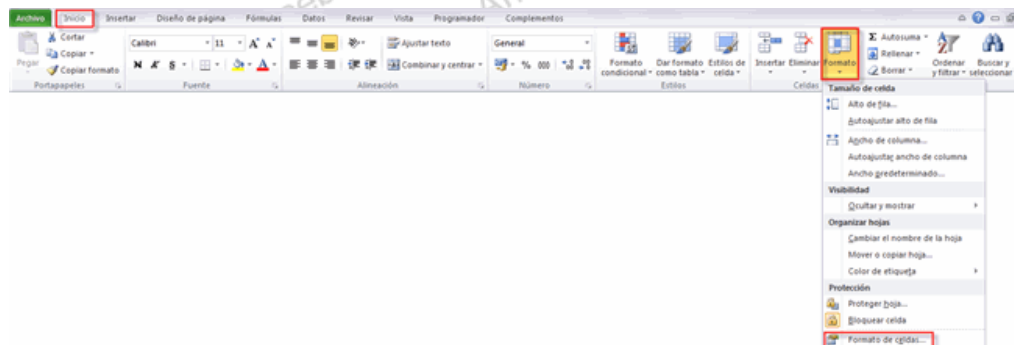 Archivo Inicio Insertar Diseño de página Fórmulas Datos Revisar Vista Programador Complementos
Cortar
Copiar
Copiar formato
Pegar
Portapapeles
Calibri 11
N K S
Fuente
Ajustar texto
Combinar y centrar
Alineación
General
% 000
Número
Formato condicional
Dar formato como tabla
Estilos de celda
Estilos
Insertar Eliminar Formato
Celdas
Σ Autosuma
Rellenar
Borrar
Ordenar y filtrar
Buscar y seleccionar
Tamaño de celda
Alto de fila...
Autoajustar alto de fila
Ancho de columna...
Autoajustar ancho de columna
Ancho predeterminado...
Visibilidad
Ocultar y mostrar
Organizar hojas
Cambiar el nombre de la hoja
Mover o copiar hoja...
Color de etiqueta
Protección
Proteger hoja...
Bloquear celda
Formato de celdas...